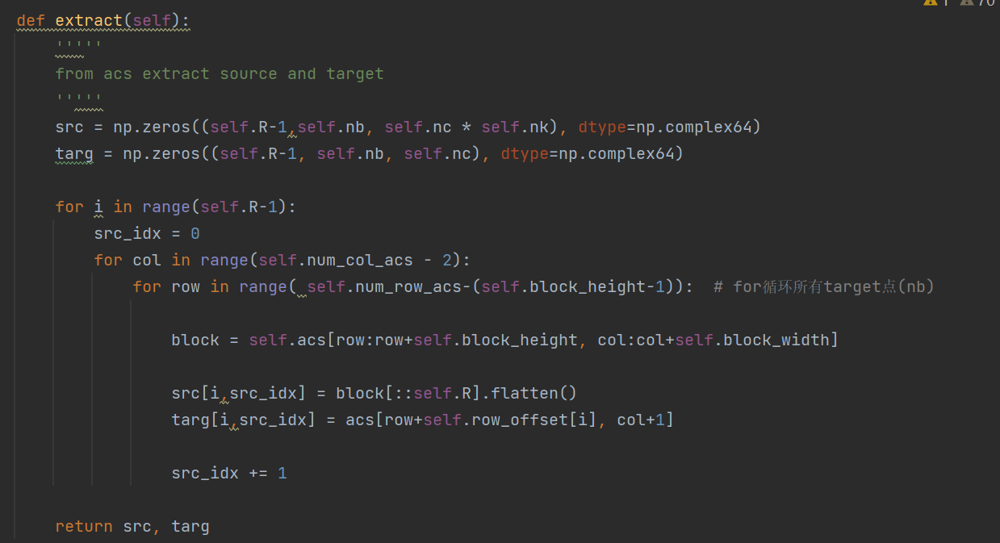 1 70
def extract(self):
'''''
from acs extract source and target
'''''
src = np.zeros((self.R-1,self.nb, self.nc * self.nk), dtype=np.complex64)
targ = np.zeros((self.R-1, self.nb, self.nc), dtype=np.complex64)
for i in range(self.R-1):
src_idx = 0
for col in range(self.num_col_acs - 2):
for row in range( self.num_row_acs-(self.block_height-1)):  # for循环所有target点(nb)
block = self.acs[row:row+self.block_height, col:col+self.block_width]
src[i,src_idx] = block[::self.R].flatten()
targ[i,src_idx] = acs[row+self.row_offset[i], col+1]
src_idx += 1
return src, targ